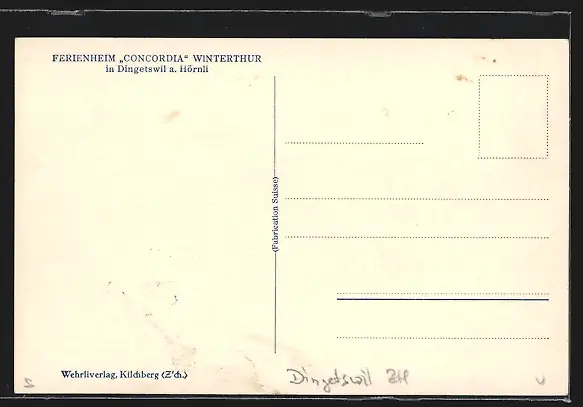 FERIENHEIM „CONCORDIA“ WINTERTHUR
in Dingetswil a. Hörnli
(Fabrication Suisse)
Wehrliverlag, Kilchberg (Z'ch.)
Dingetswil ZH